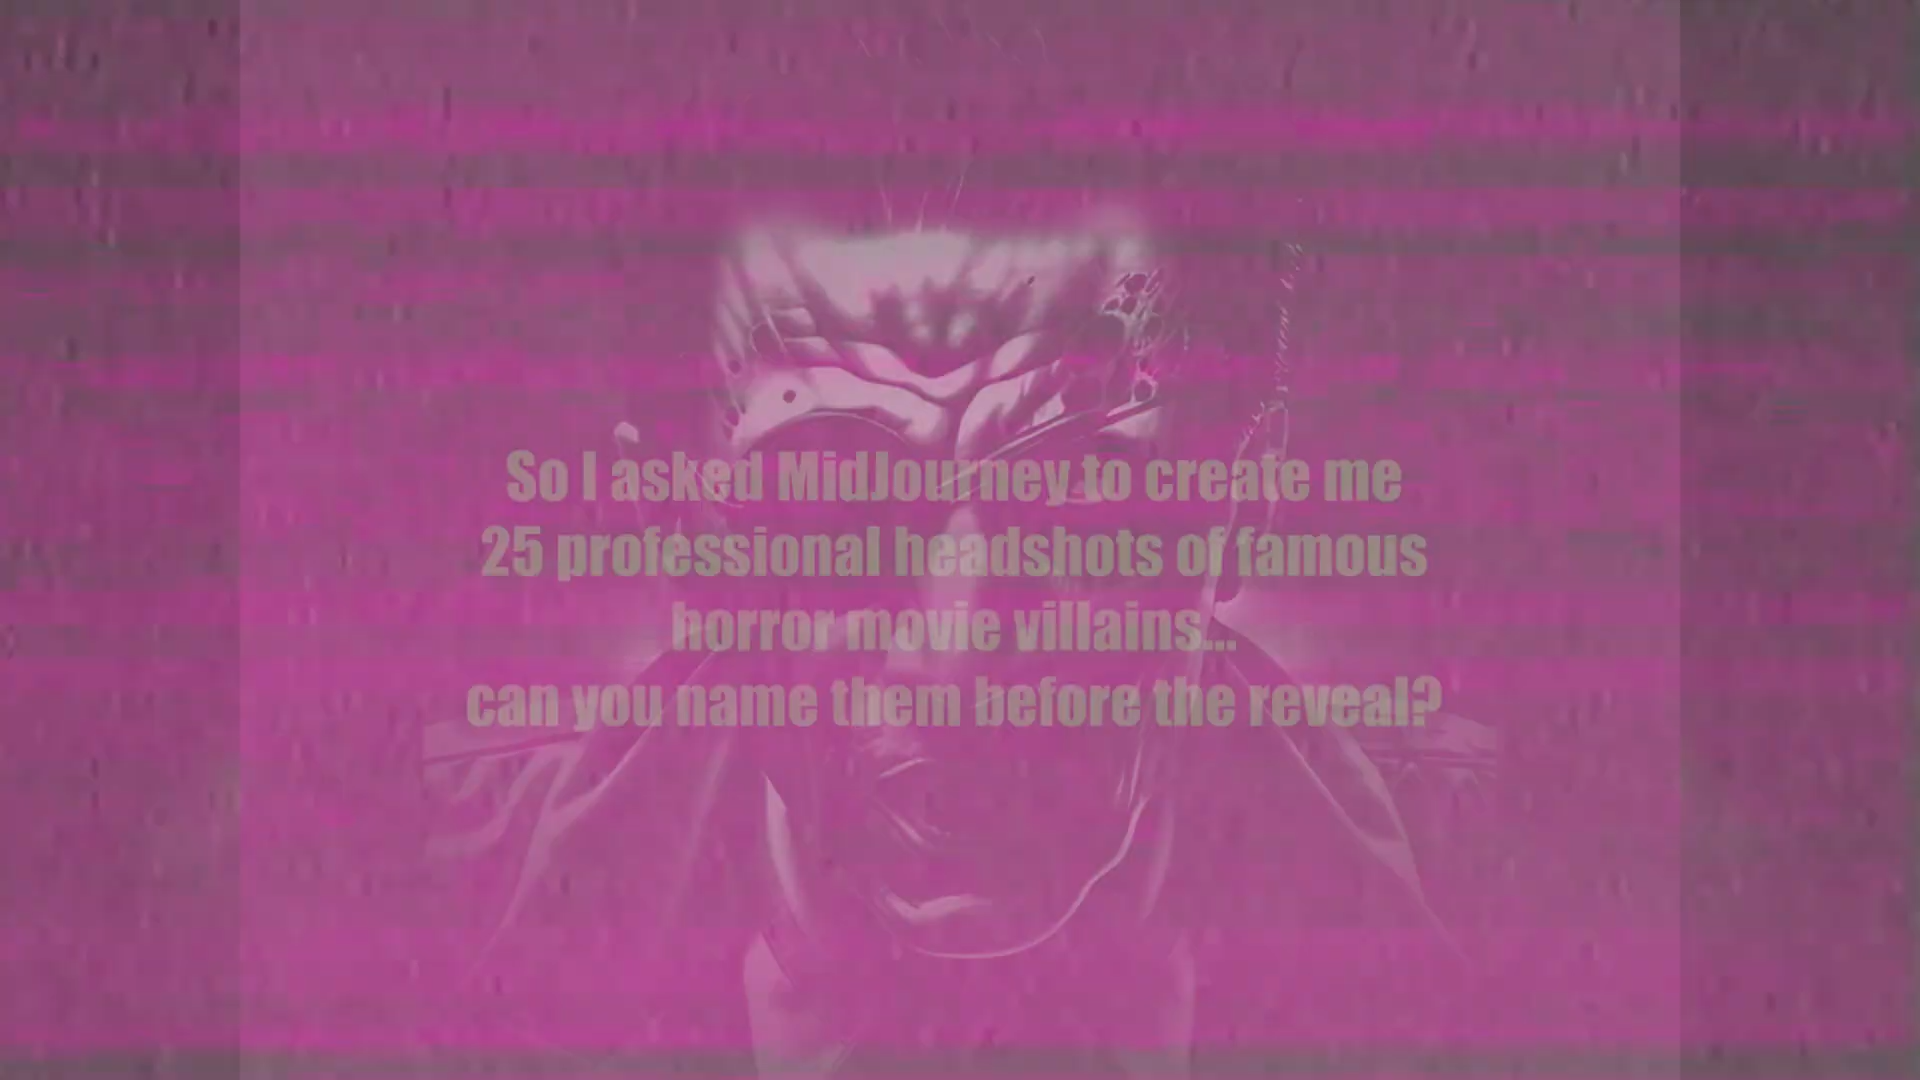 So I asked MidJourney to create me
25 professional headshots of famous
horror movie villains...
can you name them before the reveal?